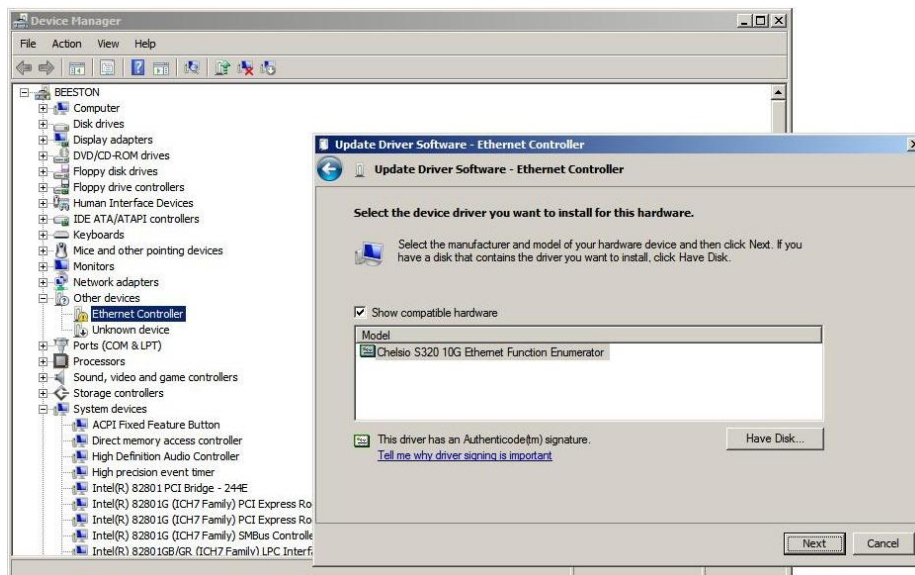 Device Manager
File Action View Help
BEESTON
Computer
Disk drives
Display adapters
DVD/CD-ROM drives
Floppy disk drives
Floppy drive controllers
Human Interface Devices
IDE ATA/ATAPI controllers
Keyboards
Mice and other pointing devices
Monitors
Network adapters
Other devices
Ethernet Controller
Unknown device
Ports (COM & LPT)
Processors
Sound, video and game controllers
Storage controllers
System devices
ACPI Fixed Feature Button
Direct memory access controller
High Definition Audio Controller
High precision event timer
Intel(R) 82801 PCI Bridge - 244E
Intel(R) 82801G (ICH7 Family) PCI Express Ro
Intel(R) 82801G (ICH7 Family) PCI Express Ro
Intel(R) 82801G (ICH7 Family) SMBus Controlle
Intel(R) 82801GB/GR (ICH7 Family) LPC Interf
Update Driver Software - Ethernet Controller
Update Driver Software - Ethernet Controller
Select the device driver you want to install for this hardware.
Select the manufacturer and model of your hardware device and then click Next. If you
have a disk that contains the driver you want to install, click Have Disk.
Show compatible hardware
Model
Chelsio S320 10G Ethernet Function Enumerator
This driver has an Authenticode(tm) signature.
Tell me why driver signing is important
Have Disk...
Next Cancel